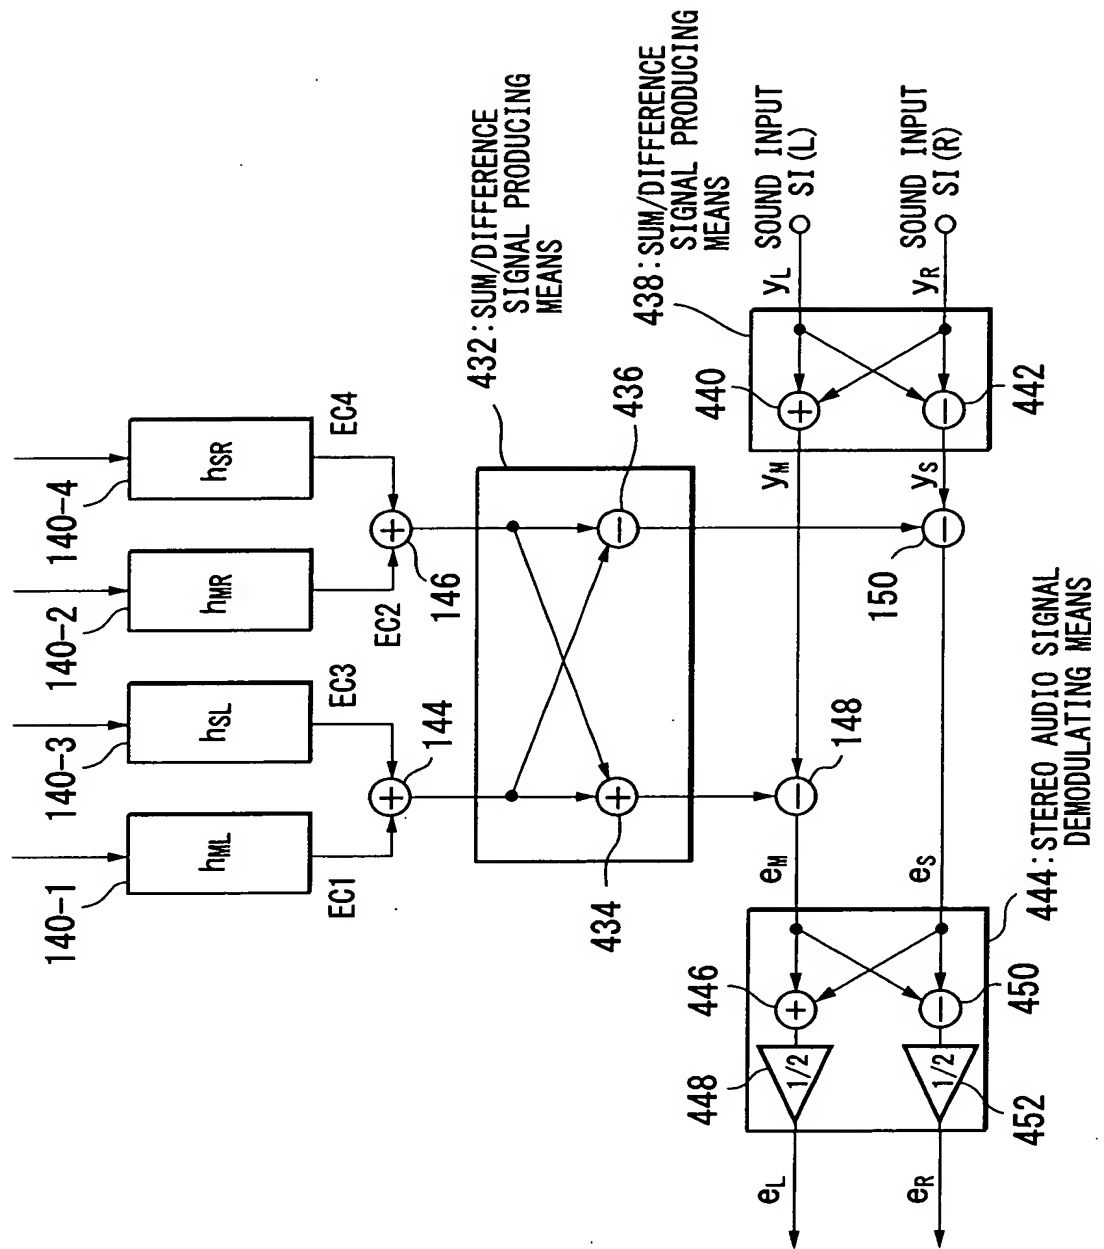 140-1
hML
EC1
140-3
hSL
EC3
140-2
hMR
EC2
140-4
hSR
EC4
144
146
432:SUM/DIFFERENCE
SIGNAL PRODUCING
MEANS
434
436
438:SUM/DIFFERENCE
SIGNAL PRODUCING
MEANS
440
442
yL
SOUND INPUT
SI(L)
yR
SOUND INPUT
SI(R)
yM
yS
148
150
eM
eS
444:STEREO AUDIO SIGNAL
DEMODULATING MEANS
446
450
448
1/2
452
1/2
eL
eR
+
+
+
−
+
−
−
−
+
−